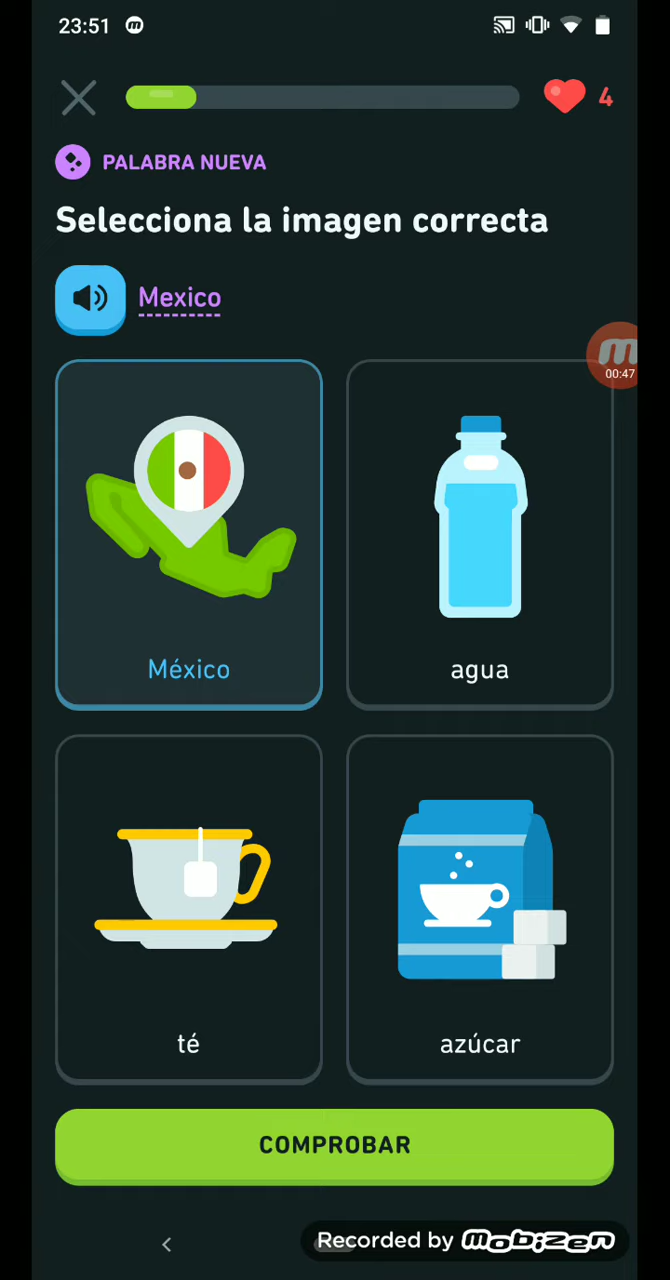 23:51
4
PALABRA NUEVA
Selecciona la imagen correcta
Mexico
00:47
México
agua
té
azúcar
COMPROBAR
Recorded by mobizen